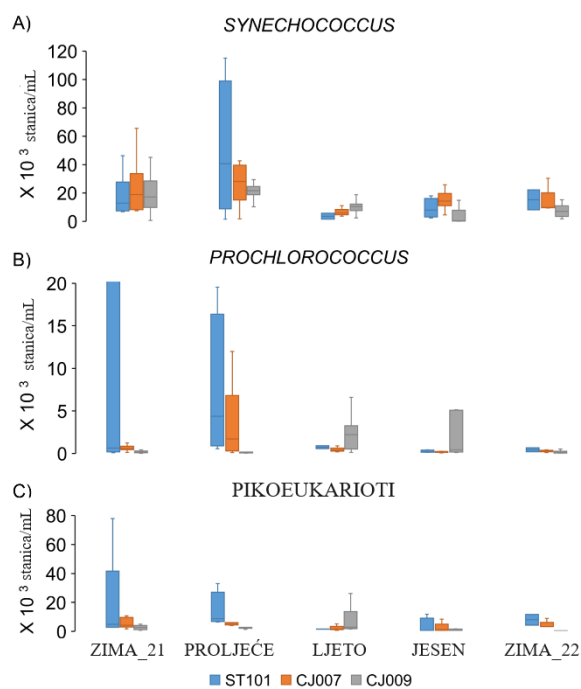 A)
SYNECHOCOCCUS
X 10 3 stanica/mL
120
100
80
60
40
20
0
B)
PROCHLOROCOCCUS
X 10 3 stanica/mL
20
15
10
5
0
C)
PIKOEUKARIOTI
X 10 3 stanica/mL
80
60
40
20
0
ZIMA_21 PROLJEĆE LJETO JESEN ZIMA_22
ST101 CJ007 CJ009